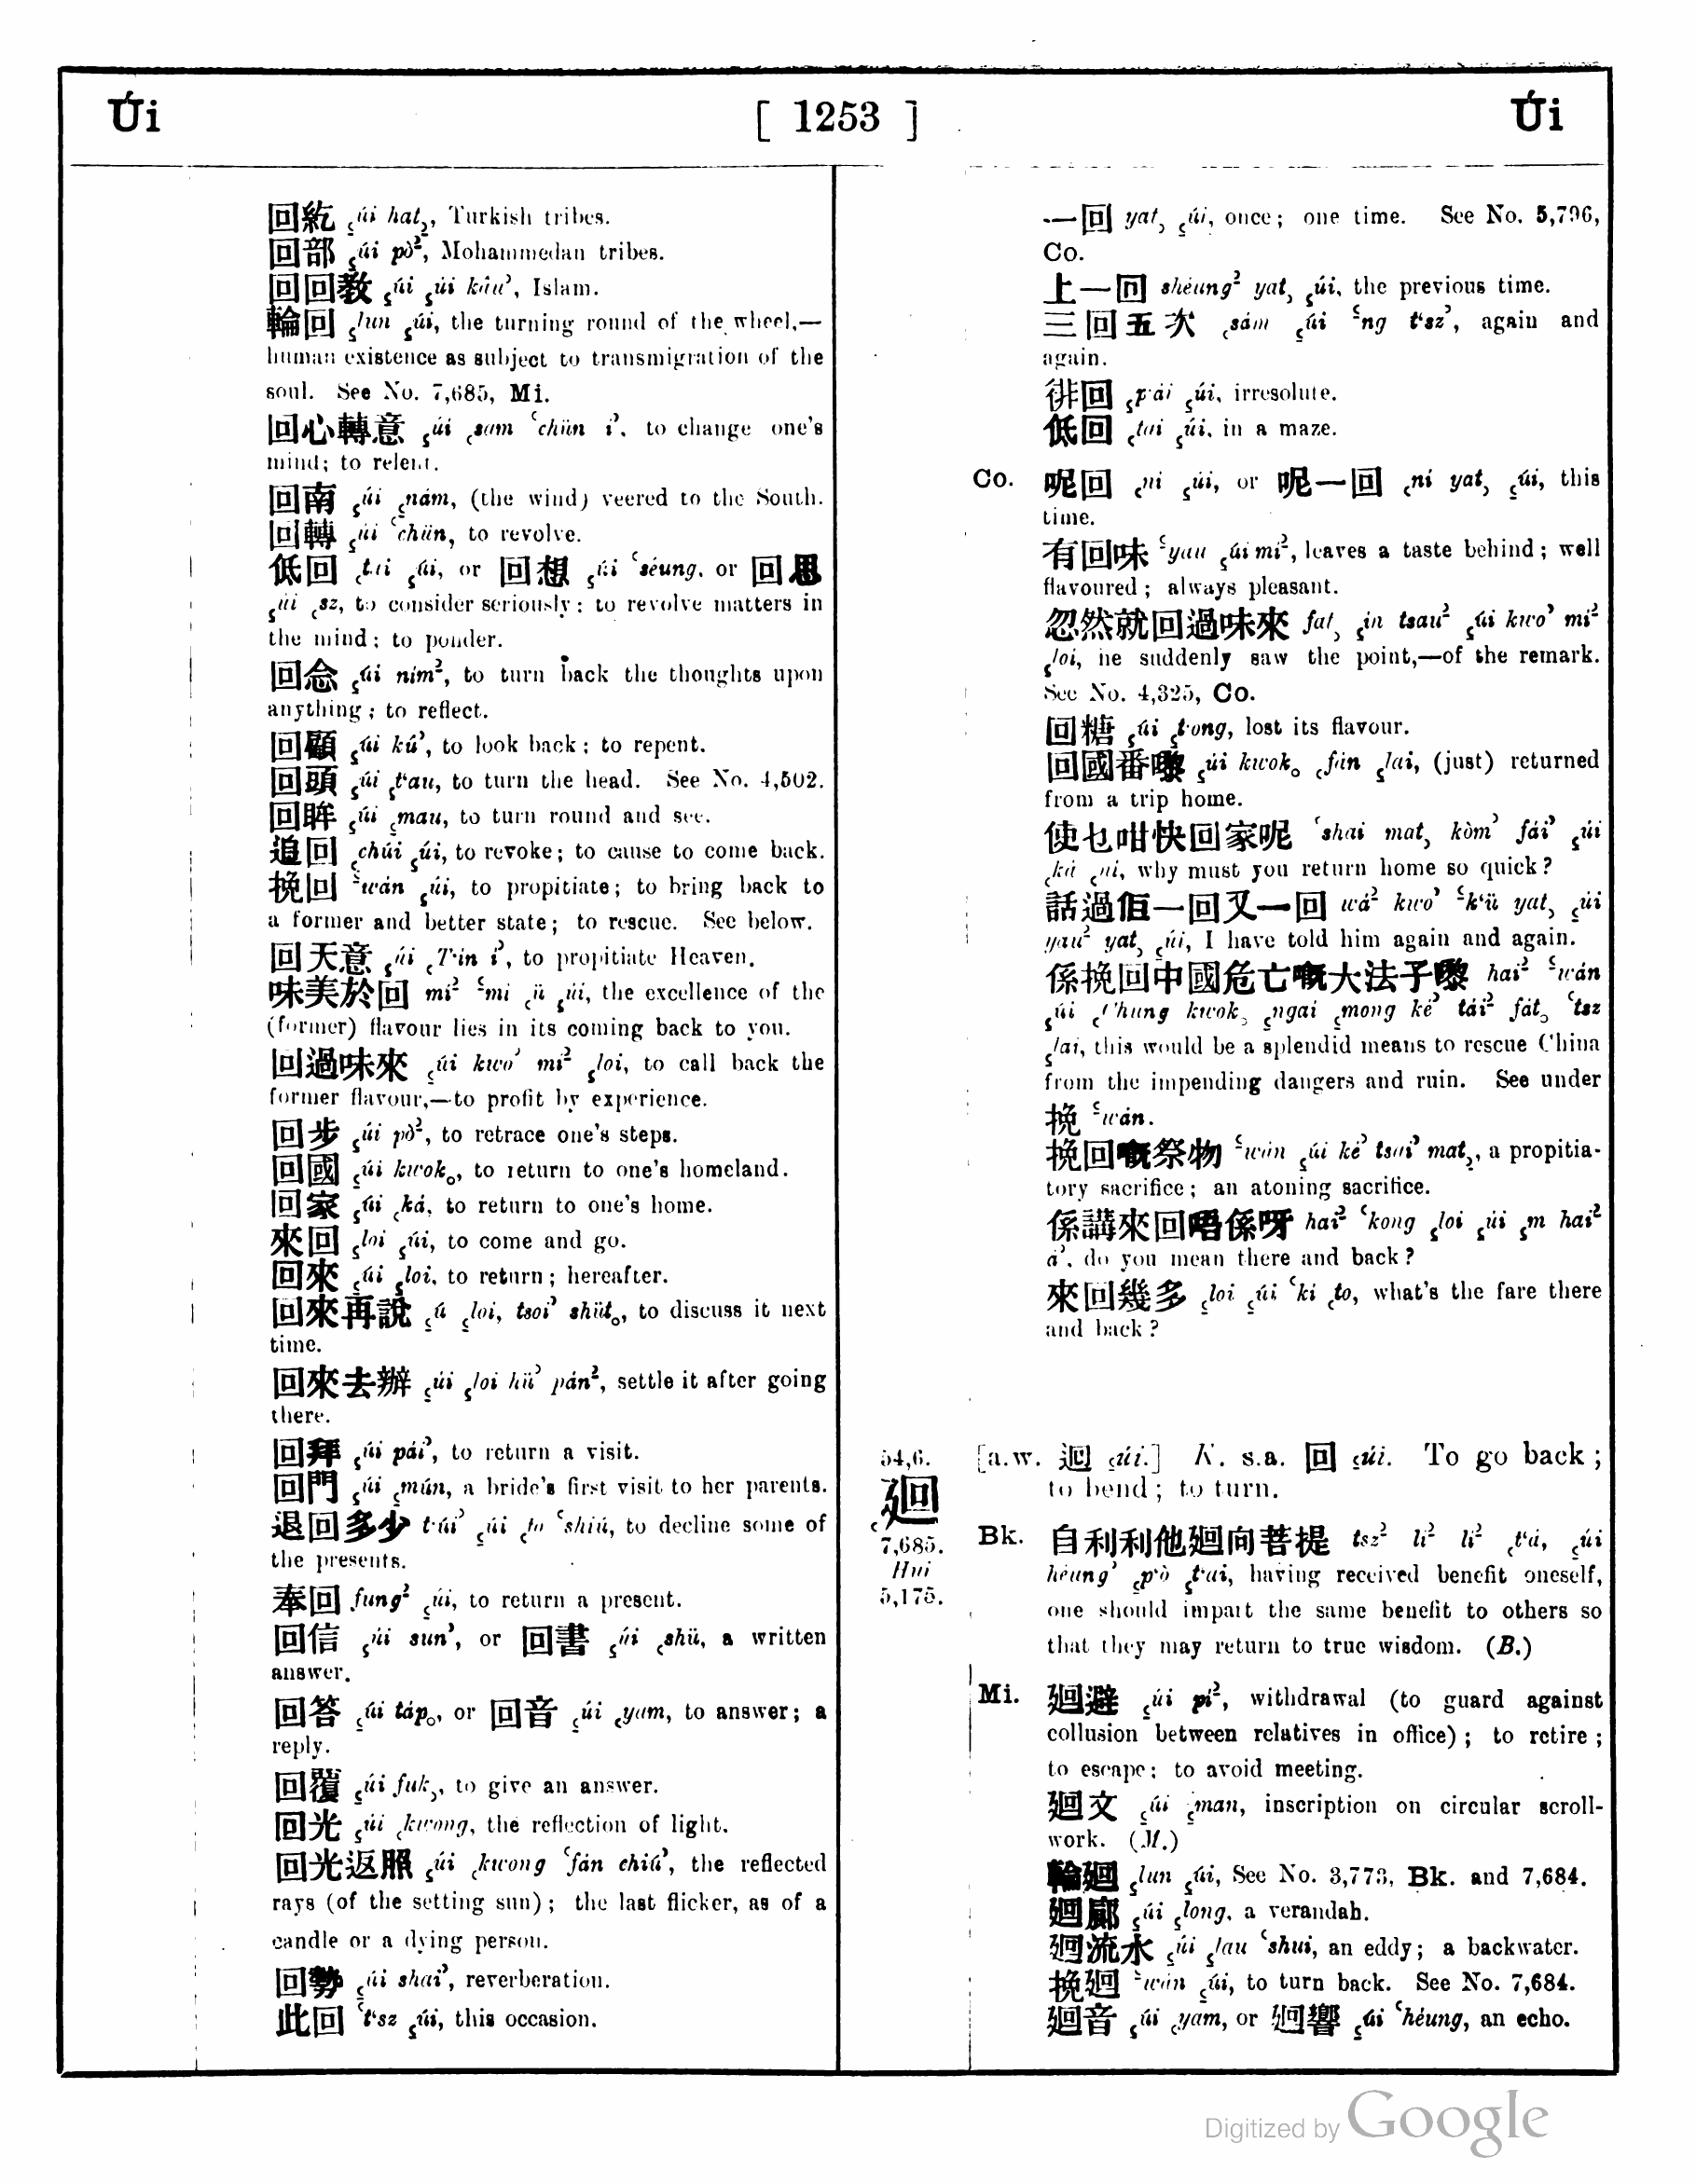 Úi [ 1253 ] Úi
回紇 ꜁úi hat꜇, Turkish tribes.
回部 ꜁úi pò², Mohammedan tribes.
回回教 ꜁úi ꜁úi káu꜄, Islam.
輪回 ꜁lun ꜁úi, the turning round of the wheel,—
human existence as subject to transmigration of the
soul. See No. 7,685, Mi.
回心轉意 ꜁úi ꜀sam ꜂chün í꜄, to change one's
mind; to relent.
回南 ꜁úi ꜁nám, (the wind) veered to the South.
回轉 ꜁úi ꜂chün, to revolve.
低回 ꜀tai ꜁úi, or 回想 ꜁úi ꜂séung, or 回思
꜁úi ꜀sz, to consider seriously; to revolve matters in
the mind; to ponder.
回念 ꜁úi ním², to turn back the thoughts upon
anything; to reflect.
回顧 ꜁úi kú꜄, to look back; to repent.
回頭 ꜁úi ꜁t‘au, to turn the head. See No. 4,502.
回眸 ꜁úi ꜁mau, to turn round and see.
追回 ꜀chúi ꜁úi, to revoke; to cause to come back.
挽回 ꜃wán ꜁úi, to propitiate; to bring back to
a former and better state; to rescue. See below.
回天意 ꜁úi ꜀T‘ín í꜄, to propitiate Heaven.
味美於回 mi² ꜃mi ꜀ü ꜁úi, the excellence of the
(former) flavour lies in its coming back to you.
回過味來 ꜁úi kwo꜄ mi² ꜁loi, to call back the
former flavour,—to profit by experience.
回步 ꜁úi pò², to retrace one's steps.
回國 ꜁úi kwok｡, to return to one's homeland.
回家 ꜁úi ꜀ká, to return to one's home.
來回 ꜁loi ꜁úi, to come and go.
回來 ꜁úi ꜁loi, to return; hereafter.
回來再說 ꜁ú ꜁loi, tsoi꜄ shüt｡, to discuss it next
time.
回來去辦 ꜁úi ꜁loi hü꜄ pán², settle it after going
there.
回拜 ꜁úi pái꜄, to return a visit.
回門 ꜁úi ꜁mún, a bride's first visit to her parents.
退回多少 t‘úi꜄ ꜁úi ꜀to ꜂shiú, to decline some of
the presents.
奉回 fung² ꜁úi, to return a present.
回信 ꜁úi sun꜄, or 回書 ꜁úi ꜀shü, a written
answer.
回答 ꜁úi táp｡, or 回音 ꜁úi ꜀yam, to answer; a
reply.
回覆 ꜁úi fuk꜆, to give an answer.
回光 ꜁úi ꜀kwong, the reflection of light.
回光返照 ꜁úi ꜀kwong ꜂fán chiú꜄, the reflected
rays (of the setting sun); the last flicker, as of a
candle or a dying person.
回勢 ꜁úi shai꜄, reverberation.
此回 ꜂t‘sz ꜁úi, this occasion.
一回 yat꜆ ꜁úi, once; one time. See No. 5,796,
Co.
上一回 shéung² yat꜆ ꜁úi, the previous time.
三回五次 ꜀sám ꜁úi ꜃ng t‘sz꜄, again and
again.
徘回 ꜁p‘úi ꜁úi, irresolute.
低回 ꜀tai ꜁úi, in a maze.
Co. 呢回 ꜀ni ꜁úi, or 呢一回 ꜀ní yat꜆ ꜁úi, this
time.
有回味 ꜃yau ꜁úi mi², leaves a taste behind; well
flavoured; always pleasant.
忽然就回過味來 fat꜆ ꜁in tsau² ꜁úi kwo꜄ mi²
꜁loi, he suddenly saw the point,—of the remark.
See No. 4,325, Co.
回糖 ꜁úi ꜁t‘ong, lost its flavour.
回國番嚟 ꜁úi kwok｡ ꜀fán ꜁lai, (just) returned
from a trip home.
使乜咁快回家呢 ꜂shai mat꜆ kòm꜄ fái꜄ ꜁úi
꜀ká ꜀ni, why must you return home so quick?
話過佢一回又一回 wá² kwo꜄ ꜃k‘ü yat꜆ ꜁úi
yau² yat꜆ ꜁úi, I have told him again and again.
係挽回中國危亡嘅大法子嚟 hai² ꜃wán
꜁úi ꜀Chung kwok｡ ꜁ngai ꜁mong ké꜄ tái² fát｡ ꜂tsz
꜁lai, this would be a splendid means to rescue China
from the impending dangers and ruin. See under
挽 ꜃wán.
挽回嘅祭物 ꜃wán ꜁úi ké꜄ tsai꜄ mat꜇, a propitia-
tory sacrifice; an atoning sacrifice.
係講來回唔係呀 hai² ꜂kong ꜁loi ꜁úi ꜁m hai²
á꜄, do you mean there and back?
來回幾多 ꜁loi ꜁úi ꜂ki ꜀to, what's the fare there
and back?
54,6. [a.w. 迴 ꜁úi.] K. s.a. 回 ꜁úi. To go back;
廻 to bend; to turn.
7,685.
Hui
5,175.
Bk. 自利利他廻向菩提 tsz² li² li² ꜀t‘á, ꜁úi
héung꜄ ꜁p‘ò ꜁t‘ai, having received benefit oneself,
one should impart the same benefit to others so
that they may return to true wisdom. (B.)
Mi. 廻避 ꜁úi pi², withdrawal (to guard against
collusion between relatives in office); to retire;
to escape; to avoid meeting.
廻文 ꜁úi ꜁man, inscription on circular scroll-
work. (M.)
輪廻 ꜁lun ꜁úi, See No. 3,773, Bk. and 7,684.
廻廊 ꜁úi ꜁long, a verandah.
廻流水 ꜁úi ꜁lau ꜂shui, an eddy; a backwater.
挽廻 ꜃wán ꜁úi, to turn back. See No. 7,684.
廻音 ꜁úi ꜀yam, or 廻響 ꜁úi ꜂héung, an echo.
Digitized by Google